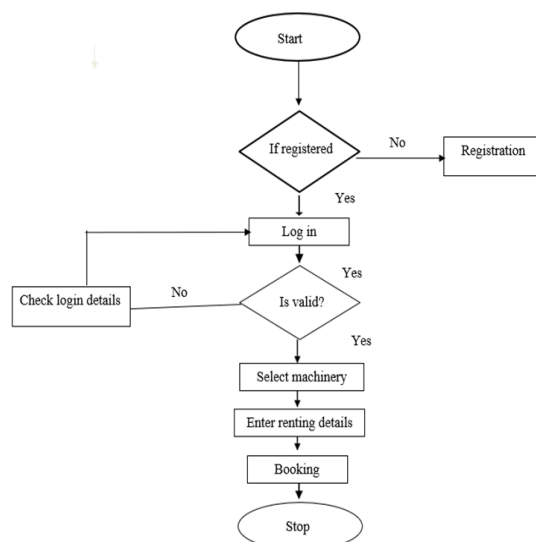 Start
If registered
No
Registration
Yes
Log in
Yes
Check login details
No
Is valid?
Yes
Select machinery
Enter renting details
Booking
Stop